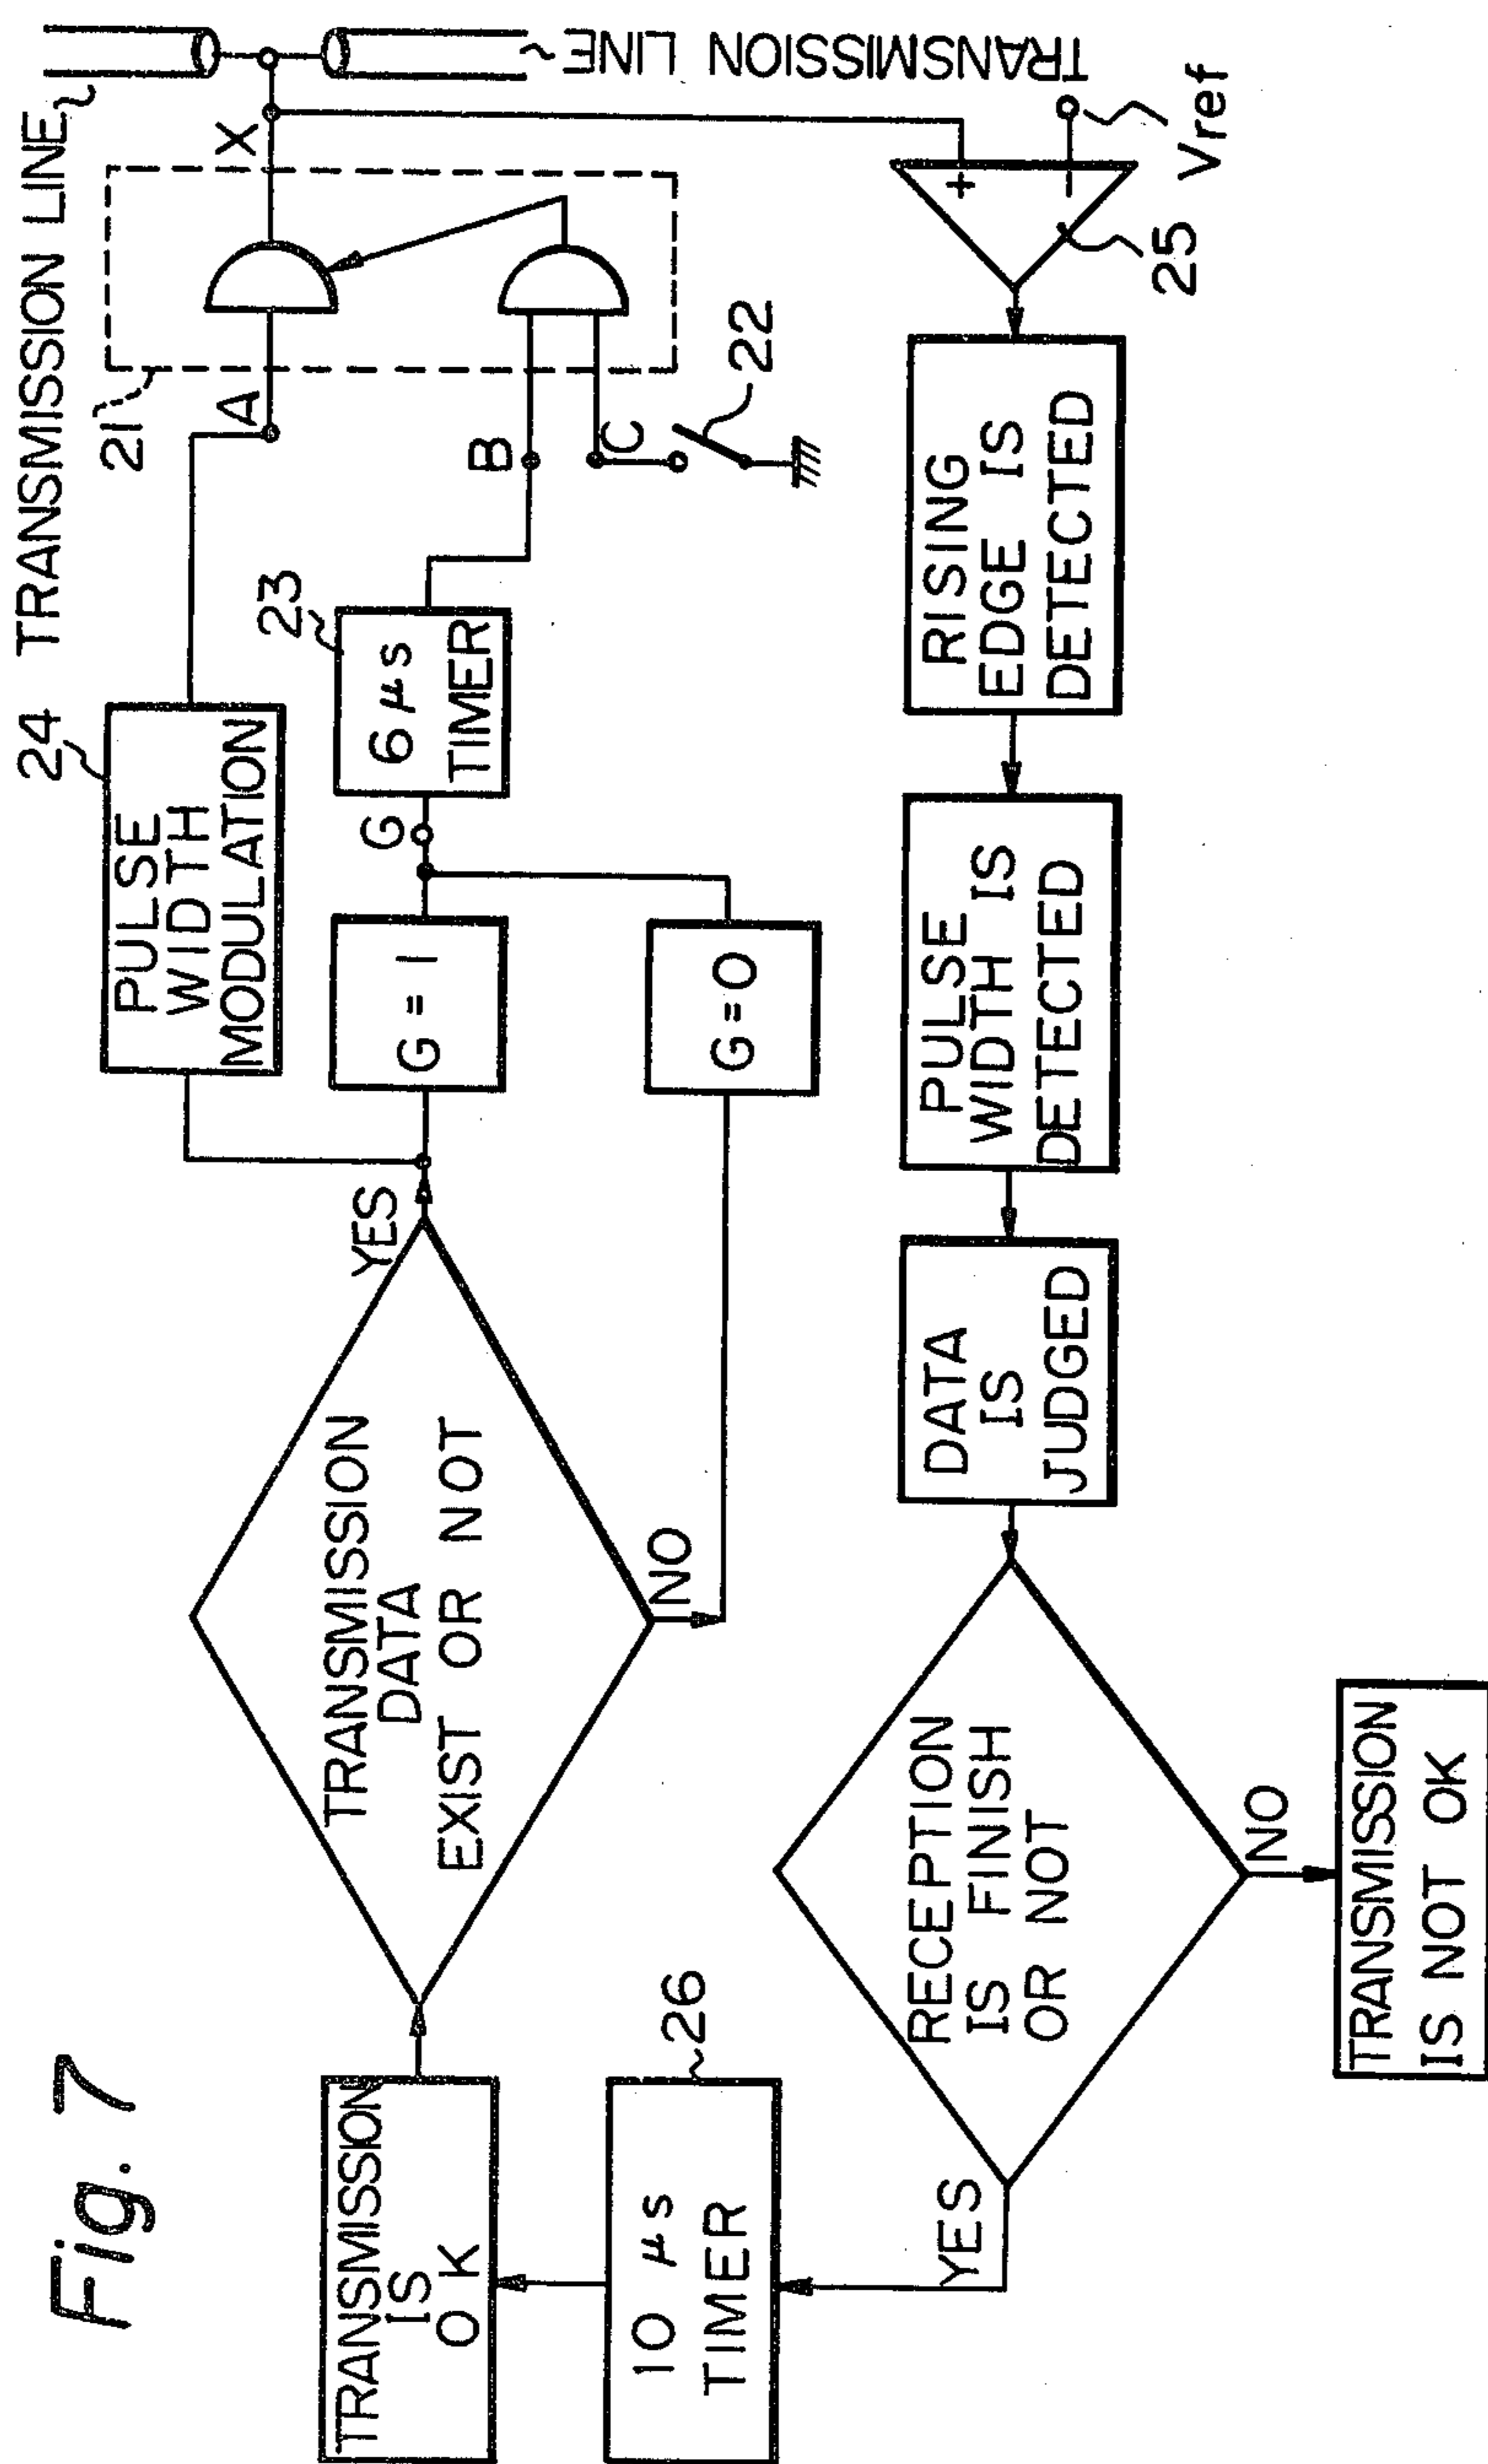 Fig. 7
TRANSMISSION
IS
OK
10 μs
TIMER
26
TRANSMISSION
DATA
EXIST OR NOT
YES
NO
PULSE
WIDTH
MODULATION
24
G = 1
G = 0
G
6 μs
TIMER
23
A
B
C
21
22
X
TRANSMISSION LINE
TRANSMISSION LINE
Vref
+
-
25
RISING
EDGE IS
DETECTED
PULSE
WIDTH IS
DETECTED
DATA
IS
JUDGED
RECEPTION
IS FINISH
OR NOT
YES
NO
TRANSMISSION
IS NOT OK